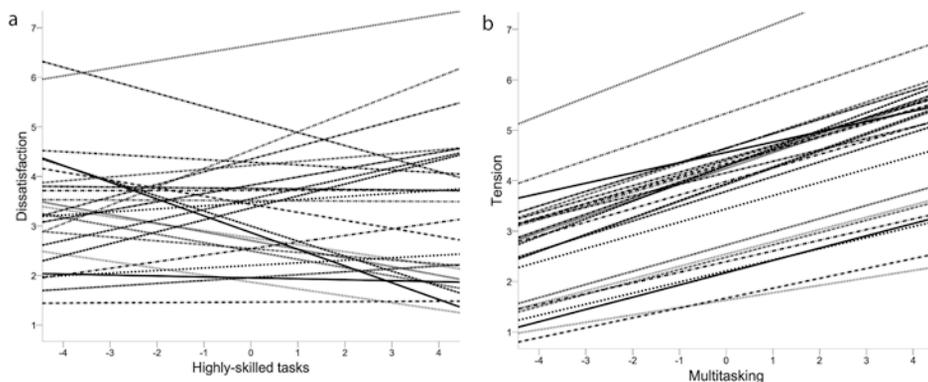 a
7
6
5
4
3
2
1
Dissatisfaction
-4 -3 -2 -1 0 1 2 3 4
Highly-skilled tasks
b
7
6
5
4
3
2
1
Tension
-4 -3 -2 -1 0 1 2 3 4
Multitasking